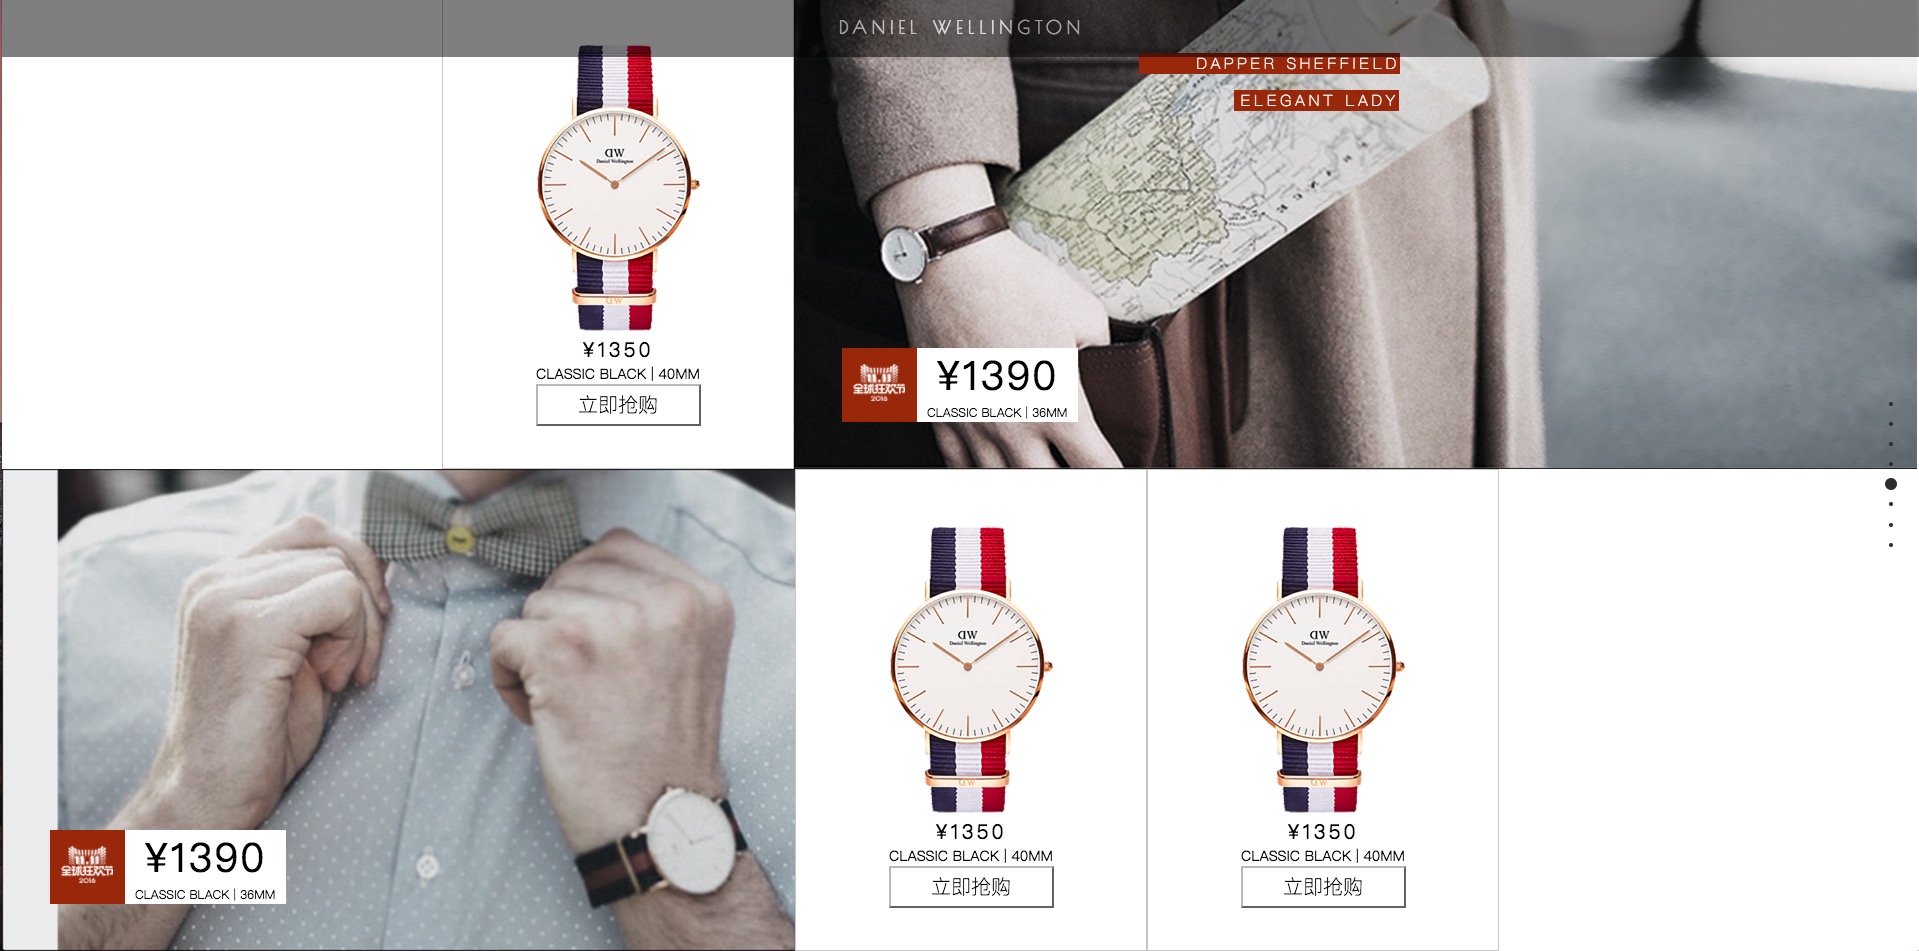 DANIEL WELLINGTON
DAPPER SHEFFIELD
ELEGANT LADY
DW
Daniel Wellington
DW
¥1350
CLASSIC BLACK | 40MM
立即抢购
11.11
全球狂欢节
2016
¥1390
CLASSIC BLACK | 36MM
11.11
全球狂欢节
2016
¥1390
CLASSIC BLACK | 36MM
DW
Daniel Wellington
DW
¥1350
CLASSIC BLACK | 40MM
立即抢购
DW
Daniel Wellington
DW
¥1350
CLASSIC BLACK | 40MM
立即抢购